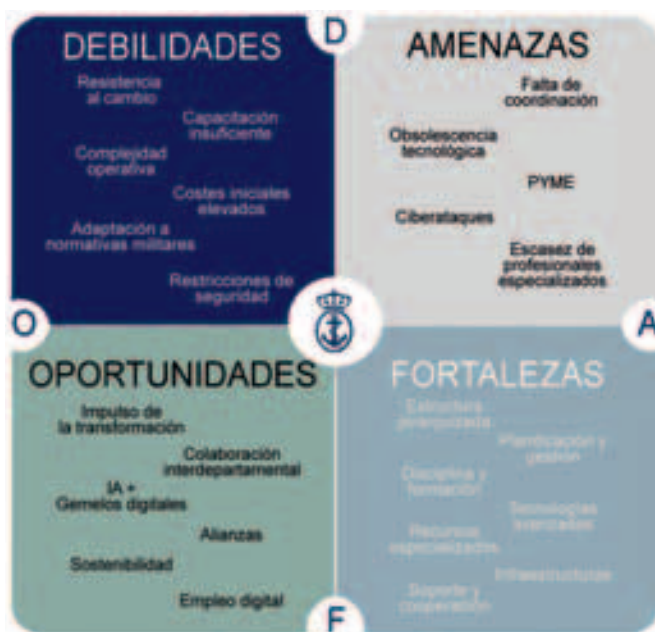 D
DEBILIDADES
Resistencia
al cambio
Capacitación
insuficiente
Complejidad
operativa
Costes iniciales
elevados
Adaptación a
normativas militares
Restricciones de
seguridad
AMENAZAS
Falta de
coordinación
Obsolescencia
tecnológica
PYME
Ciberataques
Escasez de
profesionales
especializados
O
A
OPORTUNIDADES
Impulso de
la transformación
Colaboración
interdepartamental
IA +
Gemelos digitales
Alianzas
Sostenibilidad
Empleo digital
FORTALEZAS
Estructura
jerarquizada
Planificación y
gestión
Disciplina y
formación
Tecnologías
avanzadas
Recursos
especializados
Infraestructuras
Soporte y
cooperación
F